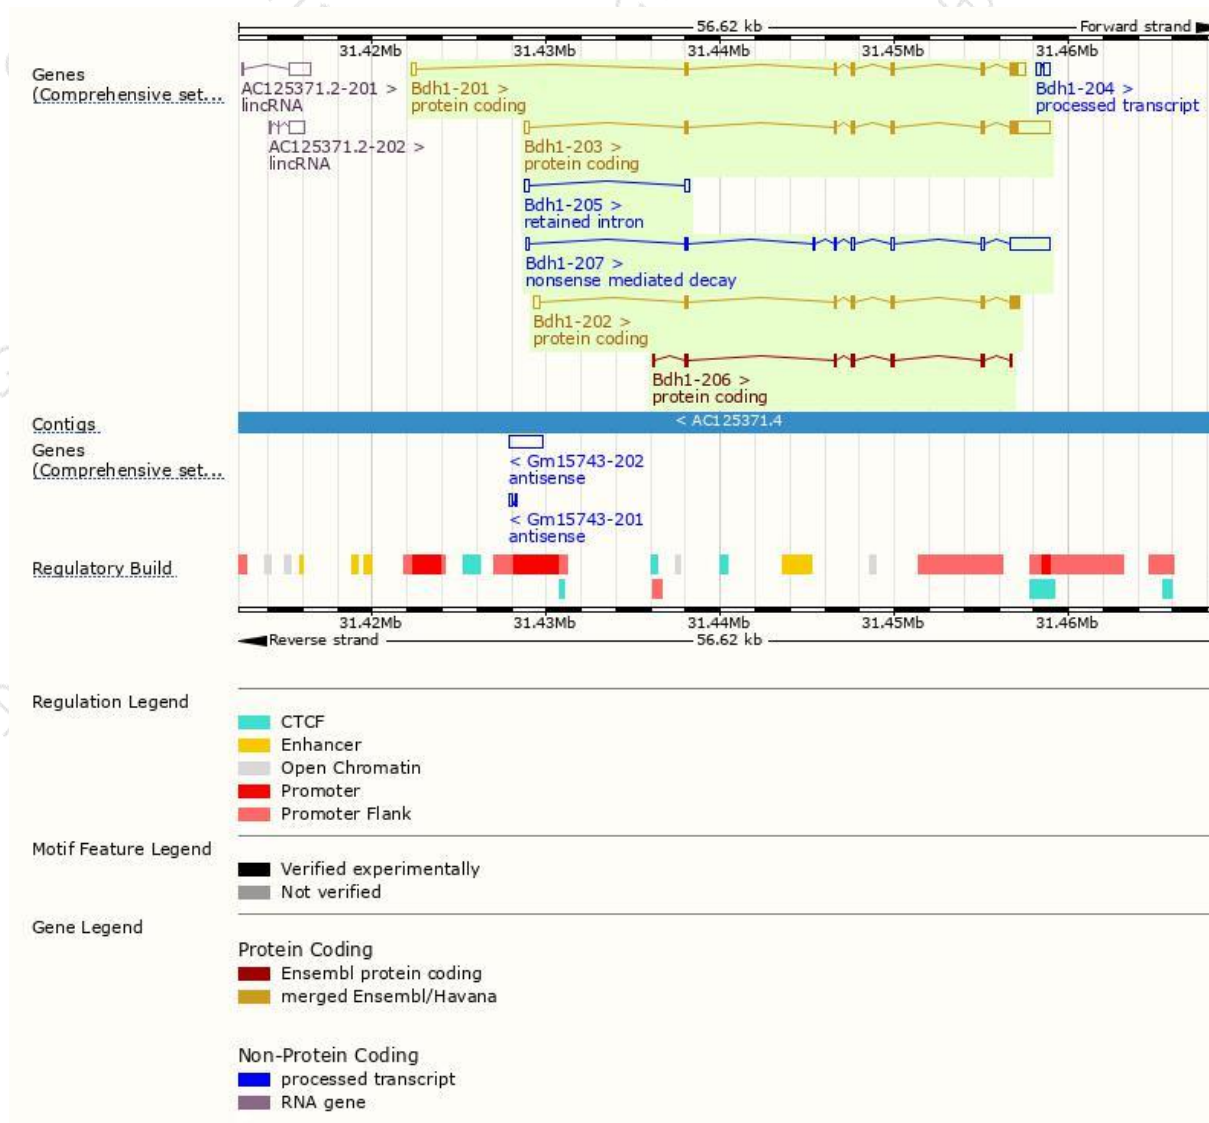 56.62 kb Forward strand
31.42Mb 31.43Mb 31.44Mb 31.45Mb 31.46Mb
Genes
(Comprehensive set...
AC125371.2-201 > Bdh1-201 > Bdh1-204 >
lincRNA protein coding processed transcript
AC125371.2-202 > Bdh1-203 >
lincRNA protein coding
Bdh1-205 >
retained intron
Bdh1-207 >
nonsense mediated decay
Bdh1-202 >
protein coding
Bdh1-206 >
protein coding
Contigs < AC125371.4
Genes
(Comprehensive set...
< Gm15743-202
antisense
< Gm15743-201
antisense
Regulatory Build
31.42Mb 31.43Mb 31.44Mb 31.45Mb 31.46Mb
Reverse strand 56.62 kb
Regulation Legend
CTCF
Enhancer
Open Chromatin
Promoter
Promoter Flank
Motif Feature Legend
Verified experimentally
Not verified
Gene Legend
Protein Coding
Ensembl protein coding
merged Ensembl/Havana
Non-Protein Coding
processed transcript
RNA gene